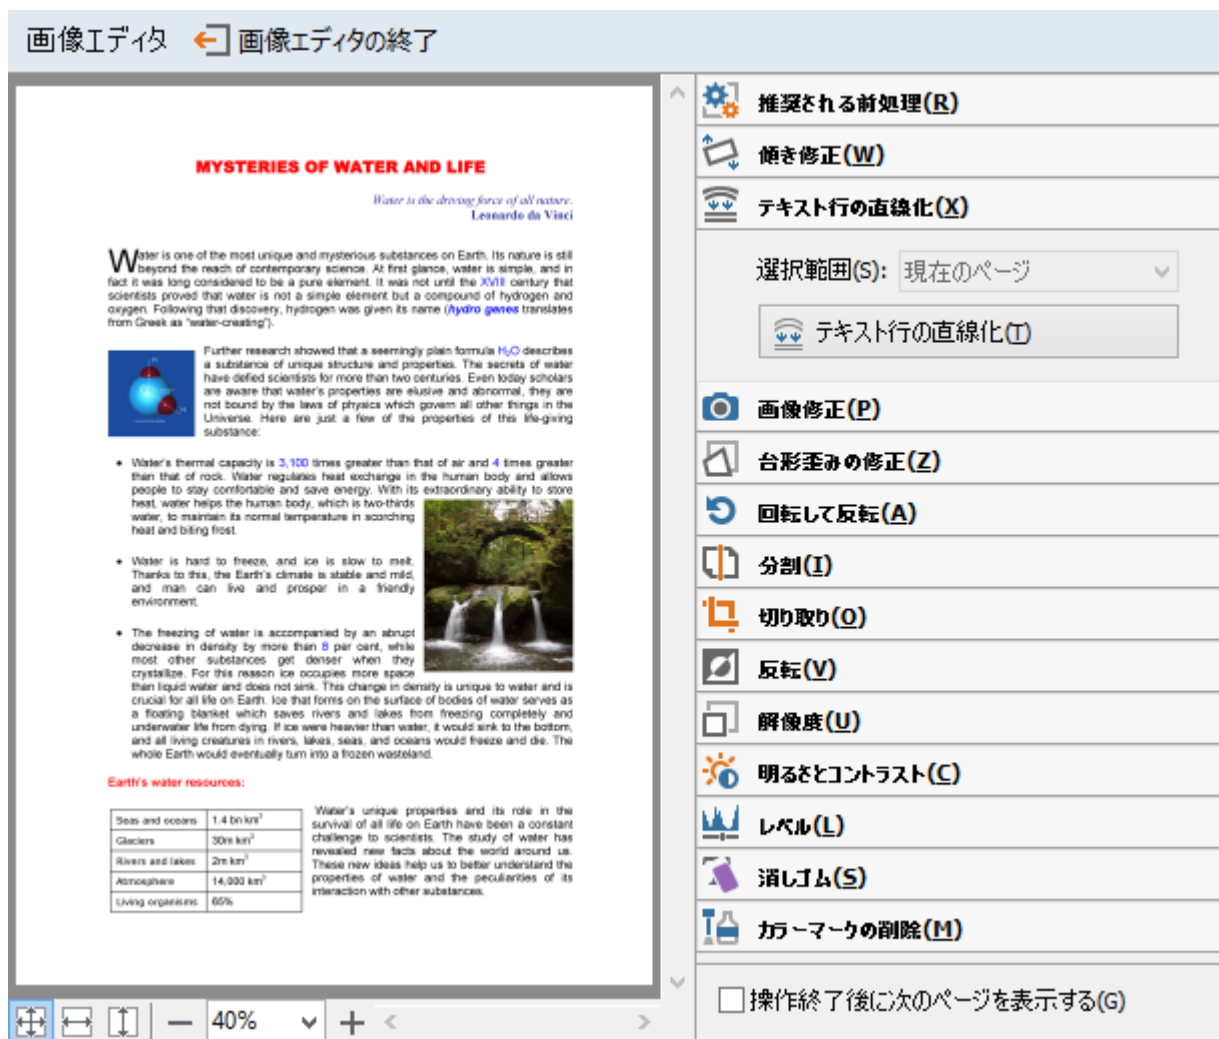 画像エディタ 画像エディタの終了
MYSTERIES OF WATER AND LIFE
Water is the driving force of all nature.
Leonardo da Vinci
Water is one of the most unique and mysterious substances on Earth. Its nature is still
beyond the reach of contemporary science. At first glance, water is simple, and in
fact it was long considered to be a pure element. It was not until the XVIII century that
scientists proved that water is not a simple element but a compound of hydrogen and
oxygen. Following that discovery, hydrogen was given its name (hydro genes translates
from Greek as "water-creating").
Further research showed that a seemingly plain formula H₂O describes
a substance of unique structure and properties. The secrets of water
have defied scientists for more than two centuries. Even today scholars
are aware that water's properties are elusive and abnormal, they are
not bound by the laws of physics which govern all other things in the
Universe. Here are just a few of the properties of this life-giving
substance:
• Water's thermal capacity is 3,100 times greater than that of air and 4 times greater
than that of rock. Water regulates heat exchange in the human body and allows
people to stay comfortable and save energy. With its extraordinary ability to store
heat, water helps the human body, which is two-thirds
water, to maintain its normal temperature in scorching
heat and biting frost.
• Water is hard to freeze, and ice is slow to melt.
Thanks to this, the Earth's climate is stable and mild,
and man can live and prosper in a friendly
environment.
• The freezing of water is accompanied by an abrupt
decrease in density by more than 8 per cent, while
most other substances get denser when they
crystallize. For this reason ice occupies more space
than liquid water and does not sink. This change in density is unique to water and is
crucial for all life on Earth. Ice that forms on the surface of bodies of water serves as
a floating blanket which saves rivers and lakes from freezing completely and
underwater life from dying. If ice were heavier than water, it would sink to the bottom,
and all living creatures in rivers, lakes, seas, and oceans would freeze and die. The
whole Earth would eventually turn into a frozen wasteland.
Earth's water resources:
Seas and oceans 1.4 bn km³
Glaciers 30m km³
Rivers and lakes 2m km³
Atmosphere 14,000 km³
Living organisms 65%
Water's unique properties and its role in the
survival of all life on Earth have been a constant
challenge to scientists. The study of water has
revealed new facts about the world around us.
These new ideas help us to better understand the
properties of water and the peculiarities of its
interaction with other substances.
40%
推奨される前処理(R)
傾き修正(W)
テキスト行の直線化(X)
選択範囲(S): 現在のページ
テキスト行の直線化(T)
画像修正(P)
台形歪みの修正(Z)
回転して反転(A)
分割(I)
切り取り(O)
反転(V)
解像度(U)
明るさとコントラスト(C)
レベル(L)
消しゴム(S)
カラーマークの削除(M)
操作終了後に次のページを表示する(G)